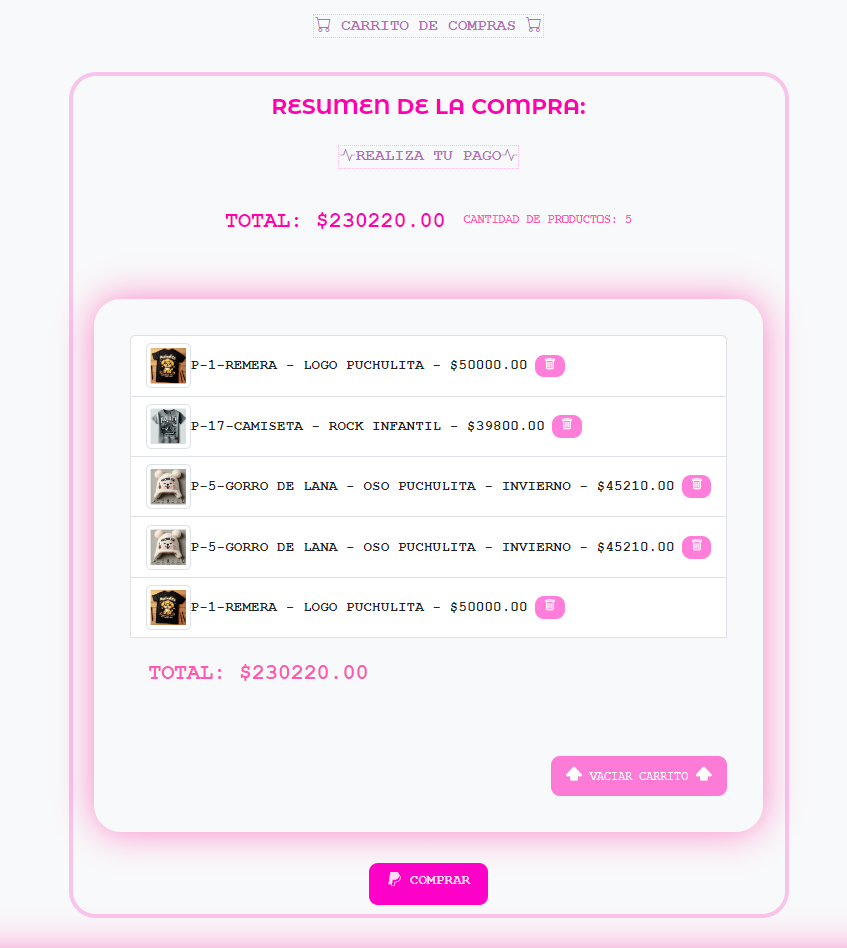 CARRITO DE COMPRAS
RESUMEN DE LA COMPRA:
REALIZA TU PAGO
TOTAL: $230220.00 CANTIDAD DE PRODUCTOS: 5
P-1-REMERA - LOGO PUCHULITA - $50000.00
P-17-CAMISETA - ROCK INFANTIL - $39800.00
P-5-GORRO DE LANA - OSO PUCHULITA - INVIERNO - $45210.00
P-5-GORRO DE LANA - OSO PUCHULITA - INVIERNO - $45210.00
P-1-REMERA - LOGO PUCHULITA - $50000.00
TOTAL: $230220.00
VACIAR CARRITO
COMPRAR